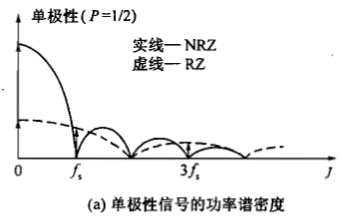 单极性(P=1/2)
实线—NRZ
虚线—RZ
0 fs 3fs f
(a) 单极性信号的功率谱密度